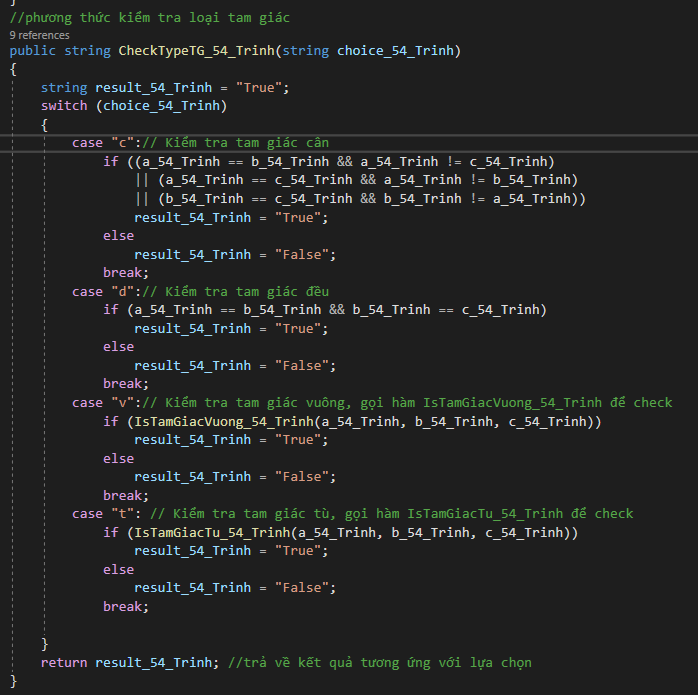 }
//phương thức kiểm tra loại tam giác
9 references
public string CheckTypeTG_54_Trinh(string choice_54_Trinh)
{
string result_54_Trinh = "True";
switch (choice_54_Trinh)
{
case "c":// Kiểm tra tam giác cân
if ((a_54_Trinh == b_54_Trinh && a_54_Trinh != c_54_Trinh)
|| (a_54_Trinh == c_54_Trinh && a_54_Trinh != b_54_Trinh)
|| (b_54_Trinh == c_54_Trinh && b_54_Trinh != a_54_Trinh))
result_54_Trinh = "True";
else
result_54_Trinh = "False";
break;
case "d":// Kiểm tra tam giác đều
if (a_54_Trinh == b_54_Trinh && b_54_Trinh == c_54_Trinh)
result_54_Trinh = "True";
else
result_54_Trinh = "False";
break;
case "v":// Kiểm tra tam giác vuông, gọi hàm IsTamGiacVuong_54_Trinh để check
if (IsTamGiacVuong_54_Trinh(a_54_Trinh, b_54_Trinh, c_54_Trinh))
result_54_Trinh = "True";
else
result_54_Trinh = "False";
break;
case "t": // Kiểm tra tam giác tù, gọi hàm IsTamGiacTu_54_Trinh để check
if (IsTamGiacTu_54_Trinh(a_54_Trinh, b_54_Trinh, c_54_Trinh))
result_54_Trinh = "True";
else
result_54_Trinh = "False";
break;
}
return result_54_Trinh; //trả về kết quả tương ứng với lựa chọn
}